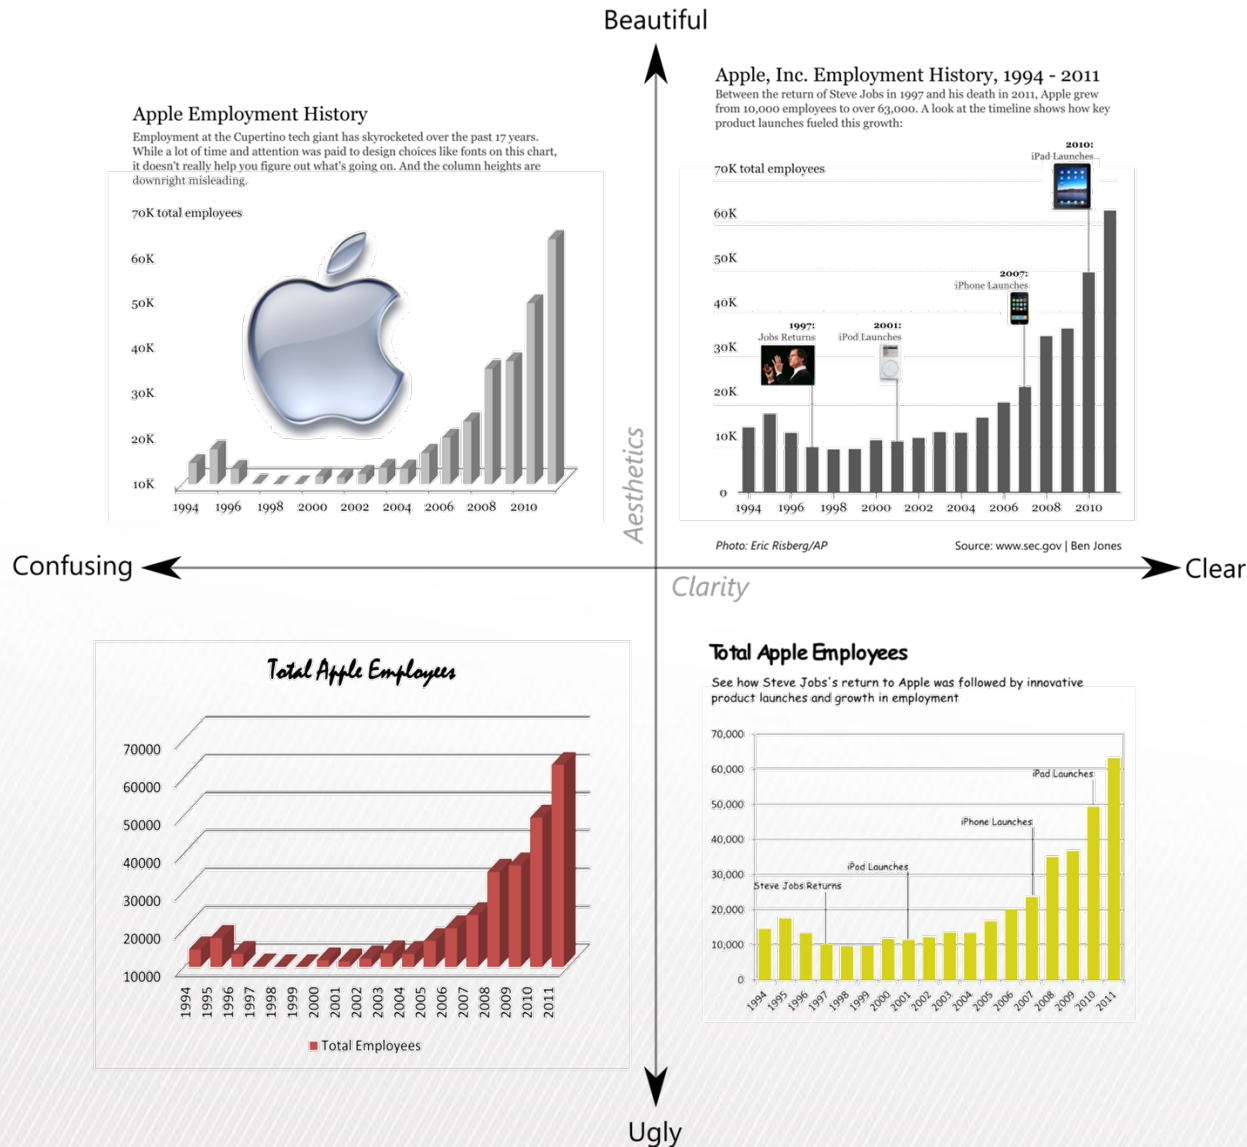 Beautiful
Apple Employment History
Employment at the Cupertino tech giant has skyrocketed over the past 17 years.
While a lot of time and attention was paid to design choices like fonts on this chart,
it doesn't really help you figure out what's going on. And the column heights are
downright misleading.
70K total employees
60K
50K
40K
30K
20K
10K
1994 1996 1998 2000 2002 2004 2006 2008 2010
Apple, Inc. Employment History, 1994 - 2011
Between the return of Steve Jobs in 1997 and his death in 2011, Apple grew
from 10,000 employees to over 63,000. A look at the timeline shows how key
product launches fueled this growth:
2010:
iPad Launches
70K total employees
60K
50K
2007:
iPhone Launches
40K
1997:
Jobs Returns
2001:
iPod Launches
30K
20K
10K
0
1994 1996 1998 2000 2002 2004 2006 2008 2010
Photo: Eric Risberg/AP
Source: www.sec.gov | Ben Jones
Aesthetics
Confusing
Clear
Clarity
Total Apple Employees
70000
60000
50000
40000
30000
20000
10000
1994 1995 1996 1997 1998 1999 2000 2001 2002 2003 2004 2005 2006 2007 2008 2009 2010 2011
Total Employees
Total Apple Employees
See how Steve Jobs's return to Apple was followed by innovative
product launches and growth in employment
70,000
60,000
iPad Launches
50,000
iPhone Launches
40,000
iPod Launches
30,000
Steve Jobs Returns
20,000
10,000
0
1994 1995 1996 1997 1998 1999 2000 2001 2002 2003 2004 2005 2006 2007 2008 2009 2010 2011
Ugly